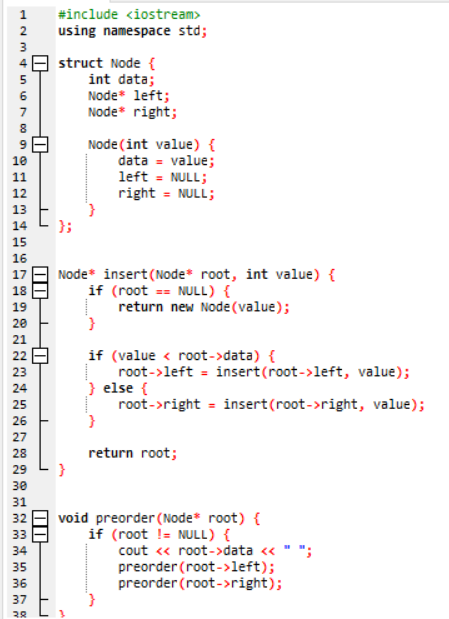 1 #include <iostream>
2 using namespace std;
3
4 struct Node {
5     int data;
6     Node* left;
7     Node* right;
8
9     Node(int value) {
10         data = value;
11         left = NULL;
12         right = NULL;
13     }
14 };
15
16
17 Node* insert(Node* root, int value) {
18     if (root == NULL) {
19         return new Node(value);
20     }
21
22     if (value < root->data) {
23         root->left = insert(root->left, value);
24     } else {
25         root->right = insert(root->right, value);
26     }
27
28     return root;
29 }
30
31
32 void preorder(Node* root) {
33     if (root != NULL) {
34         cout << root->data << " ";
35         preorder(root->left);
36         preorder(root->right);
37     }
38 }